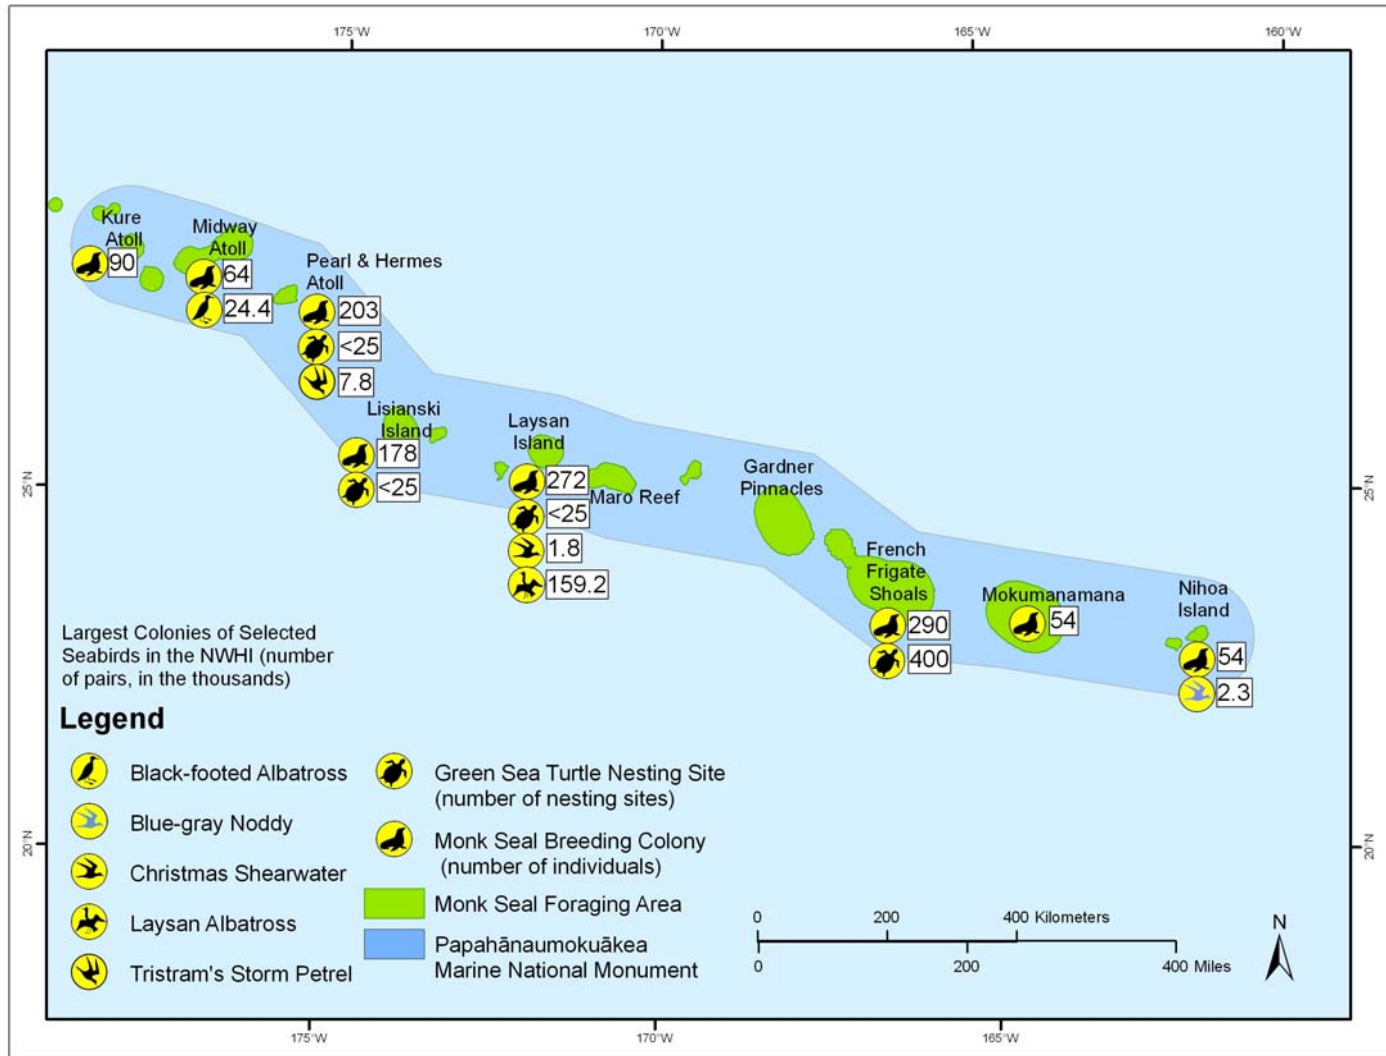 175°W
170°W
165°W
160°W
Kure
Atoll
90
Midway
Atoll
64
24.4
Pearl & Hermes
Atoll
203
<25
7.8
Lisianski
Island
178
<25
Laysan
Island
272
<25
1.8
159.2
Maro Reef
Gardner
Pinnacles
French
Frigate
Shoals
290
400
Mokumanamana
54
Nihoa
Island
54
2.3
25°N
25°N
20°N
20°N
Largest Colonies of Selected
Seabirds in the NWHI (number
of pairs, in the thousands)
Legend
Black-footed Albatross
Blue-gray Noddy
Christmas Shearwater
Laysan Albatross
Tristram's Storm Petrel
Green Sea Turtle Nesting Site
(number of nesting sites)
Monk Seal Breeding Colony
(number of individuals)
Monk Seal Foraging Area
Papahānaumokuākea
Marine National Monument
0 200 400 Kilometers
0 200 400 Miles
N
175°W
170°W
165°W